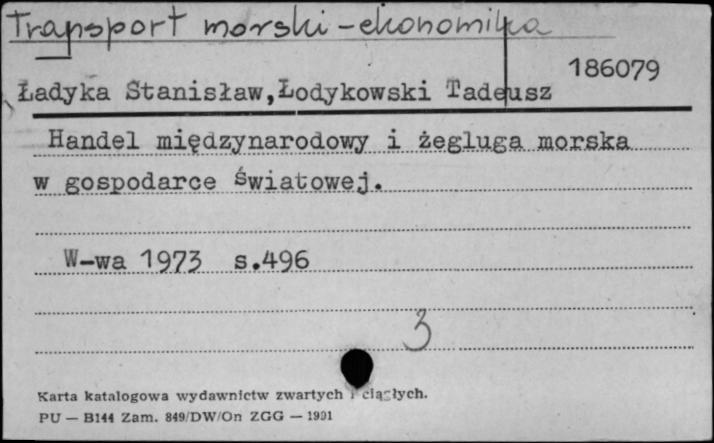 Transport morski - ekonomika
186079
Ładyka Stanisław,Łodykowski Tadeusz
Handel międzynarodowy i żegluga morska
w gospodarce światowej.
W-wa 1973 s.496
3
Karta katalogowa wydawnictw zwartych i ciągłych.
PU — B144 Zam. 849/DW/On ZGG — 1991